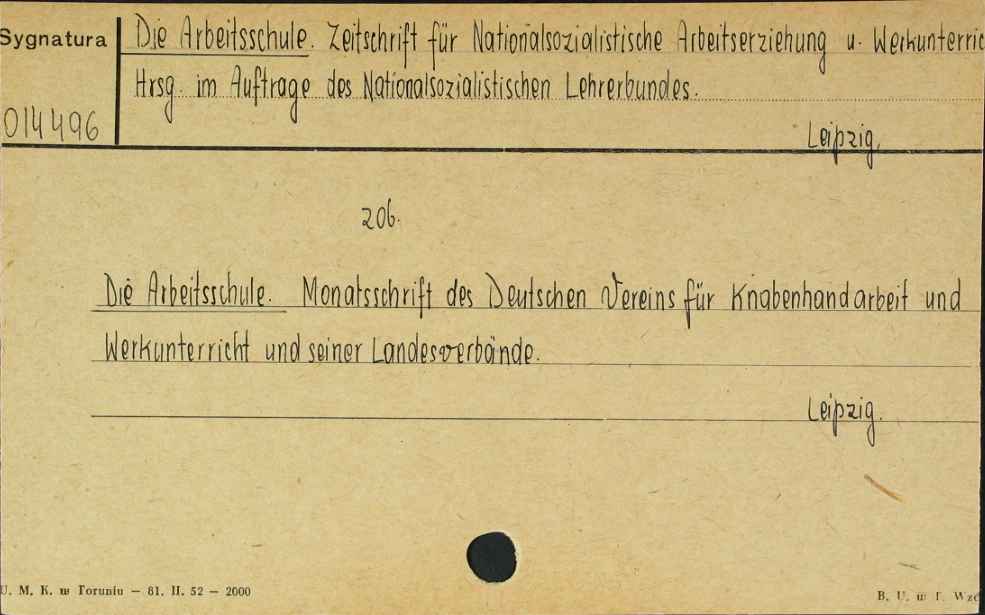 Sygnatura
Die Arbeitsschule. Zeitschrift für Nationalsozialistische Arbeitserziehung u. Werkunterric
Hrsg. im Auftrage des Nationalsozialistischen Lehrerbundes.
014496
Leipzig.
206.
Die Arbeitsschule. Monatsschrift des Deutschen Vereins für Knabenhandarbeit und
Werkunterricht und seiner Landesverbände.
Leipzig.
U. M. K. w Toruniu — 81. II. 52 — 2000
B. U. w T. Wzó